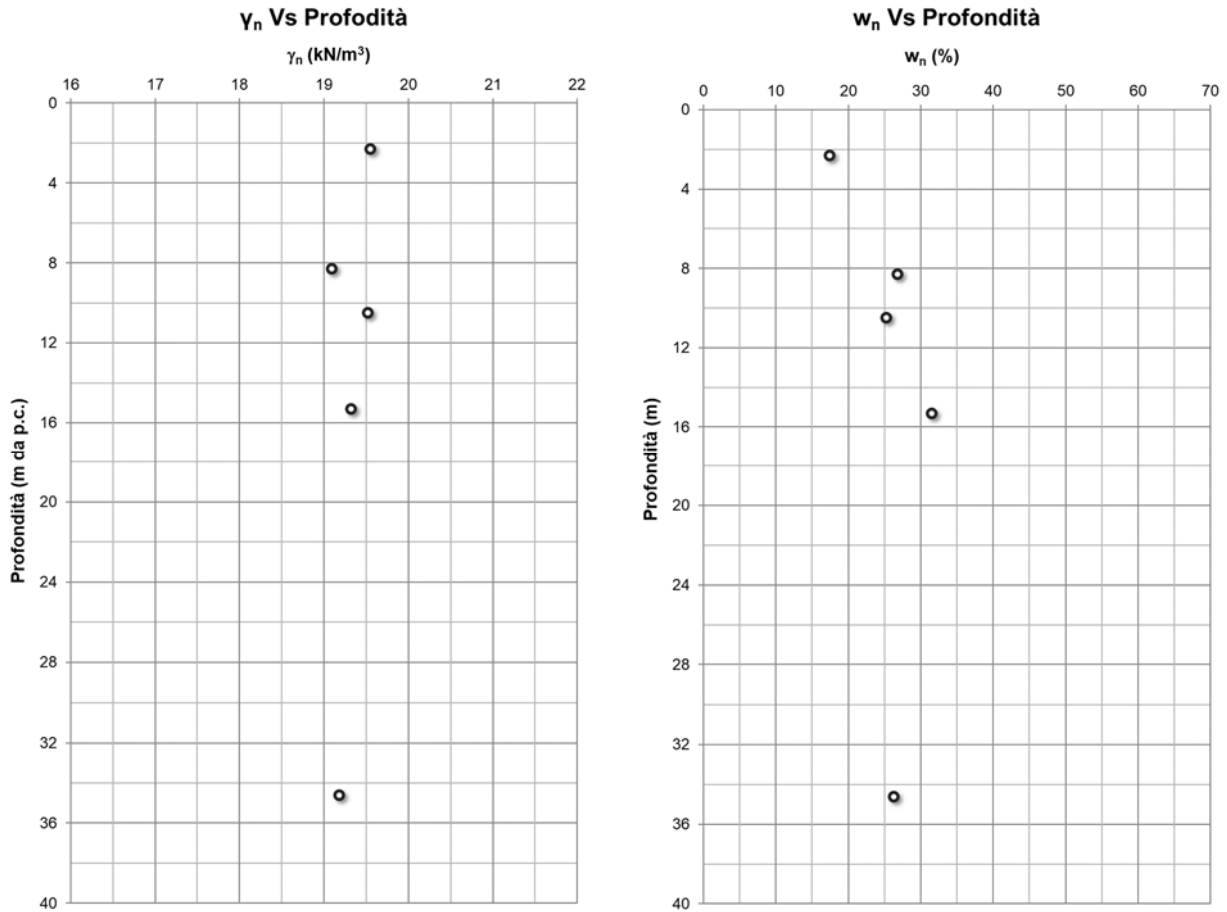 γn Vs Profodità
γn (kN/m³)
16 17 18 19 20 21 22
0
4
8
12
16
20
24
28
32
36
40
Profondità (m da p.c.)
wn Vs Profondità
wn (%)
0 10 20 30 40 50 60 70
0
4
8
12
16
20
24
28
32
36
40
Profondità (m)